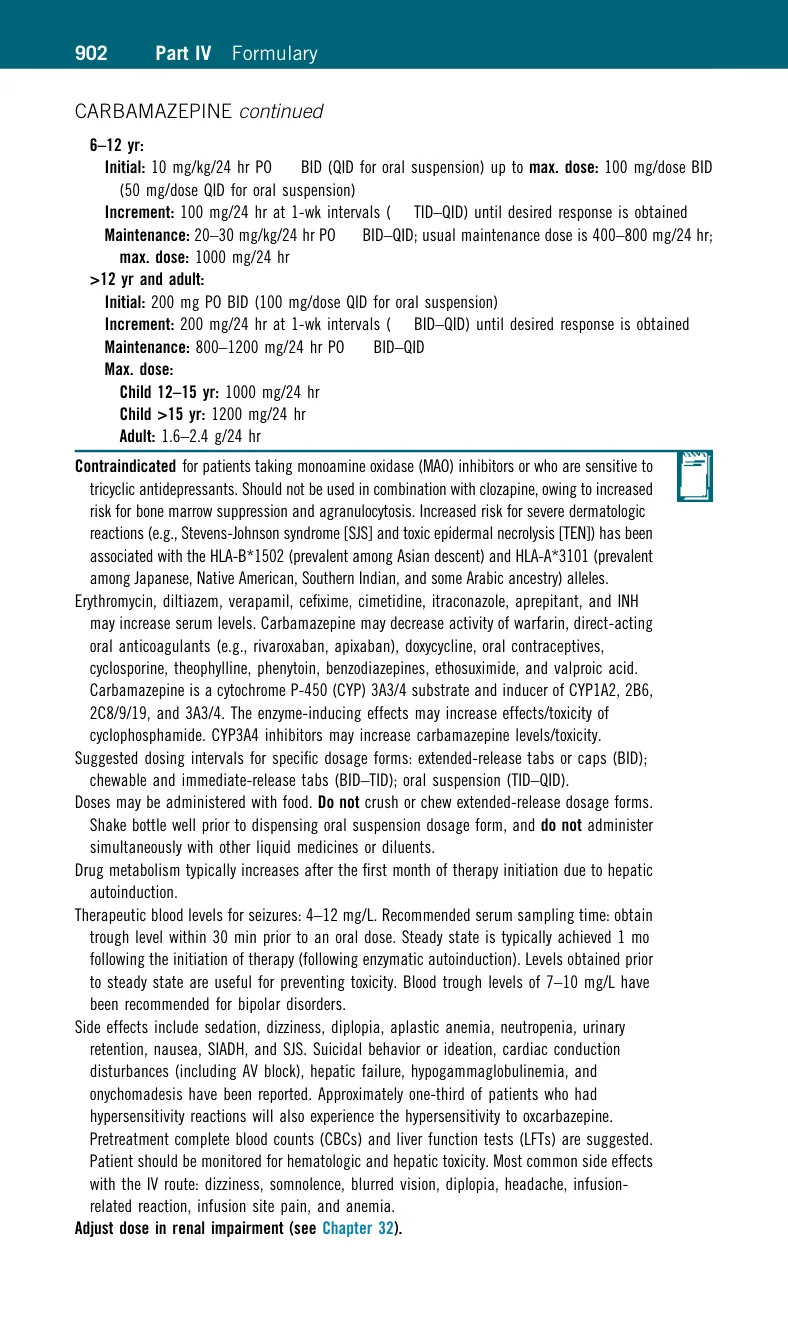 902 Part IV Formulary
CARBAMAZEPINE continued
6–12 yr:
Initial: 10 mg/kg/24 hr PO BID (QID for oral suspension) up to max. dose: 100 mg/dose BID
(50 mg/dose QID for oral suspension)
Increment: 100 mg/24 hr at 1-wk intervals ( TID–QID) until desired response is obtained
Maintenance: 20–30 mg/kg/24 hr PO BID–QID; usual maintenance dose is 400–800 mg/24 hr;
max. dose: 1000 mg/24 hr
>12 yr and adult:
Initial: 200 mg PO BID (100 mg/dose QID for oral suspension)
Increment: 200 mg/24 hr at 1-wk intervals ( BID–QID) until desired response is obtained
Maintenance: 800–1200 mg/24 hr PO BID–QID
Max. dose:
Child 12–15 yr: 1000 mg/24 hr
Child >15 yr: 1200 mg/24 hr
Adult: 1.6–2.4 g/24 hr
Contraindicated for patients taking monoamine oxidase (MAO) inhibitors or who are sensitive to
tricyclic antidepressants. Should not be used in combination with clozapine, owing to increased
risk for bone marrow suppression and agranulocytosis. Increased risk for severe dermatologic
reactions (e.g., Stevens-Johnson syndrome [SJS] and toxic epidermal necrolysis [TEN]) has been
associated with the HLA-B*1502 (prevalent among Asian descent) and HLA-A*3101 (prevalent
among Japanese, Native American, Southern Indian, and some Arabic ancestry) alleles.
Erythromycin, diltiazem, verapamil, cefixime, cimetidine, itraconazole, aprepitant, and INH
may increase serum levels. Carbamazepine may decrease activity of warfarin, direct-acting
oral anticoagulants (e.g., rivaroxaban, apixaban), doxycycline, oral contraceptives,
cyclosporine, theophylline, phenytoin, benzodiazepines, ethosuximide, and valproic acid.
Carbamazepine is a cytochrome P-450 (CYP) 3A3/4 substrate and inducer of CYP1A2, 2B6,
2C8/9/19, and 3A3/4. The enzyme-inducing effects may increase effects/toxicity of
cyclophosphamide. CYP3A4 inhibitors may increase carbamazepine levels/toxicity.
Suggested dosing intervals for specific dosage forms: extended-release tabs or caps (BID);
chewable and immediate-release tabs (BID–TID); oral suspension (TID–QID).
Doses may be administered with food. Do not crush or chew extended-release dosage forms.
Shake bottle well prior to dispensing oral suspension dosage form, and do not administer
simultaneously with other liquid medicines or diluents.
Drug metabolism typically increases after the first month of therapy initiation due to hepatic
autoinduction.
Therapeutic blood levels for seizures: 4–12 mg/L. Recommended serum sampling time: obtain
trough level within 30 min prior to an oral dose. Steady state is typically achieved 1 mo
following the initiation of therapy (following enzymatic autoinduction). Levels obtained prior
to steady state are useful for preventing toxicity. Blood trough levels of 7–10 mg/L have
been recommended for bipolar disorders.
Side effects include sedation, dizziness, diplopia, aplastic anemia, neutropenia, urinary
retention, nausea, SIADH, and SJS. Suicidal behavior or ideation, cardiac conduction
disturbances (including AV block), hepatic failure, hypogammaglobulinemia, and
onychomadesis have been reported. Approximately one-third of patients who had
hypersensitivity reactions will also experience the hypersensitivity to oxcarbazepine.
Pretreatment complete blood counts (CBCs) and liver function tests (LFTs) are suggested.
Patient should be monitored for hematologic and hepatic toxicity. Most common side effects
with the IV route: dizziness, somnolence, blurred vision, diplopia, headache, infusion-
related reaction, infusion site pain, and anemia.
Adjust dose in renal impairment (see Chapter 32).